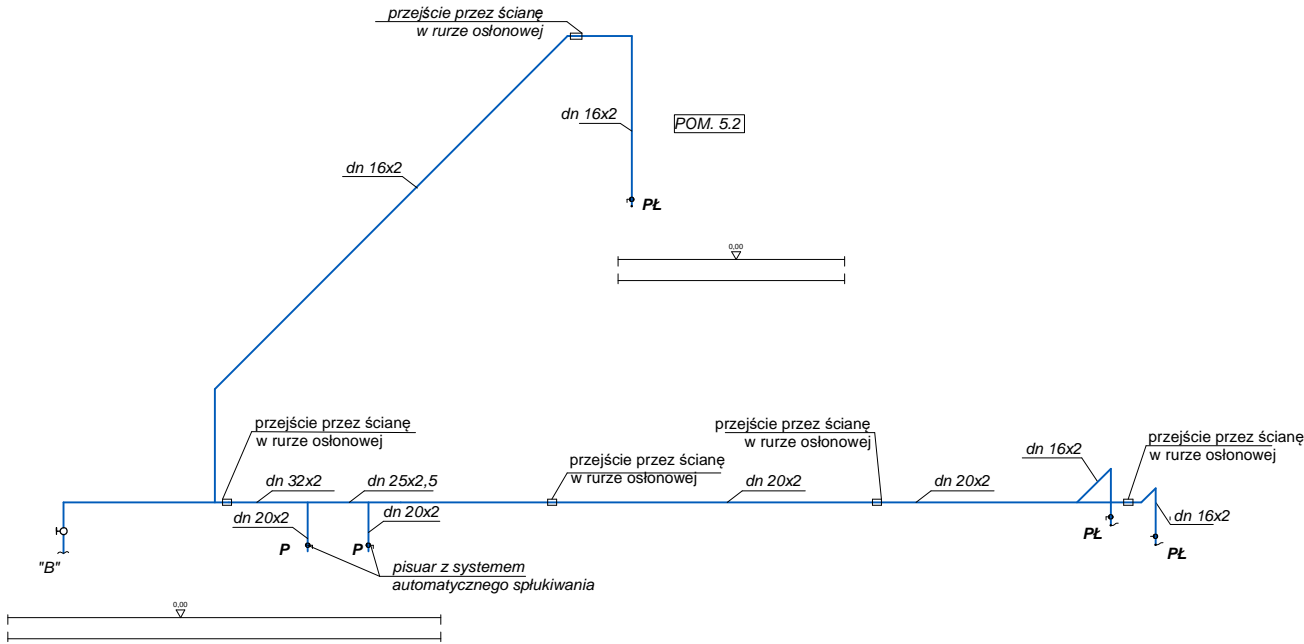 przejście przez ścianę
w rurze osłonowej
dn 16x2
POM. 5.2
dn 16x2
PŁ
0,00
przejście przez ścianę
w rurze osłonowej
przejście przez ścianę
w rurze osłonowej
przejście przez ścianę
w rurze osłonowej
przejście przez ścianę
w rurze osłonowej
dn 16x2
dn 32x2
dn 25x2,5
dn 20x2
dn 20x2
dn 20x2
dn 20x2
dn 16x2
PŁ
P
P
PŁ
"B"
pisuar z systemem
automatycznego spłukiwania
0,00